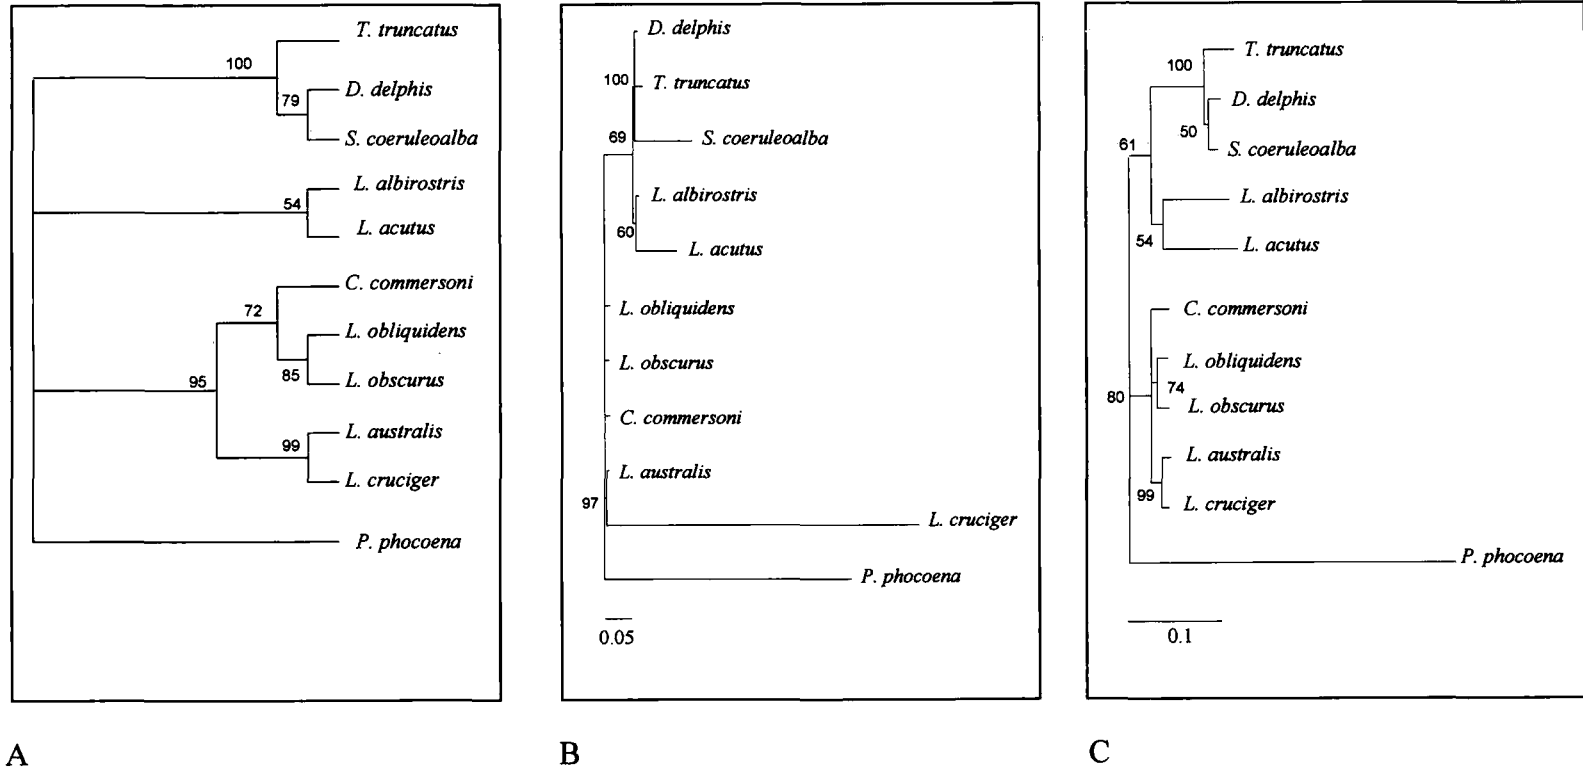 T. truncatus
100
D. delphis
79
S. coeruleoalba
L. albirostris
54
L. acutus
C. commersoni
72
L. obliquidens
85
L. obscurus
95
L. australis
99
L. cruciger
P. phocoena
A
D. delphis
100
T. truncatus
69
S. coeruleoalba
L. albirostris
60
L. acutus
L. obliquidens
L. obscurus
C. commersoni
L. australis
97
L. cruciger
P. phocoena
0.05
B
T. truncatus
100
D. delphis
50
S. coeruleoalba
61
L. albirostris
54
L. acutus
C. commersoni
L. obliquidens
74
80
L. obscurus
L. australis
99
L. cruciger
P. phocoena
0.1
C